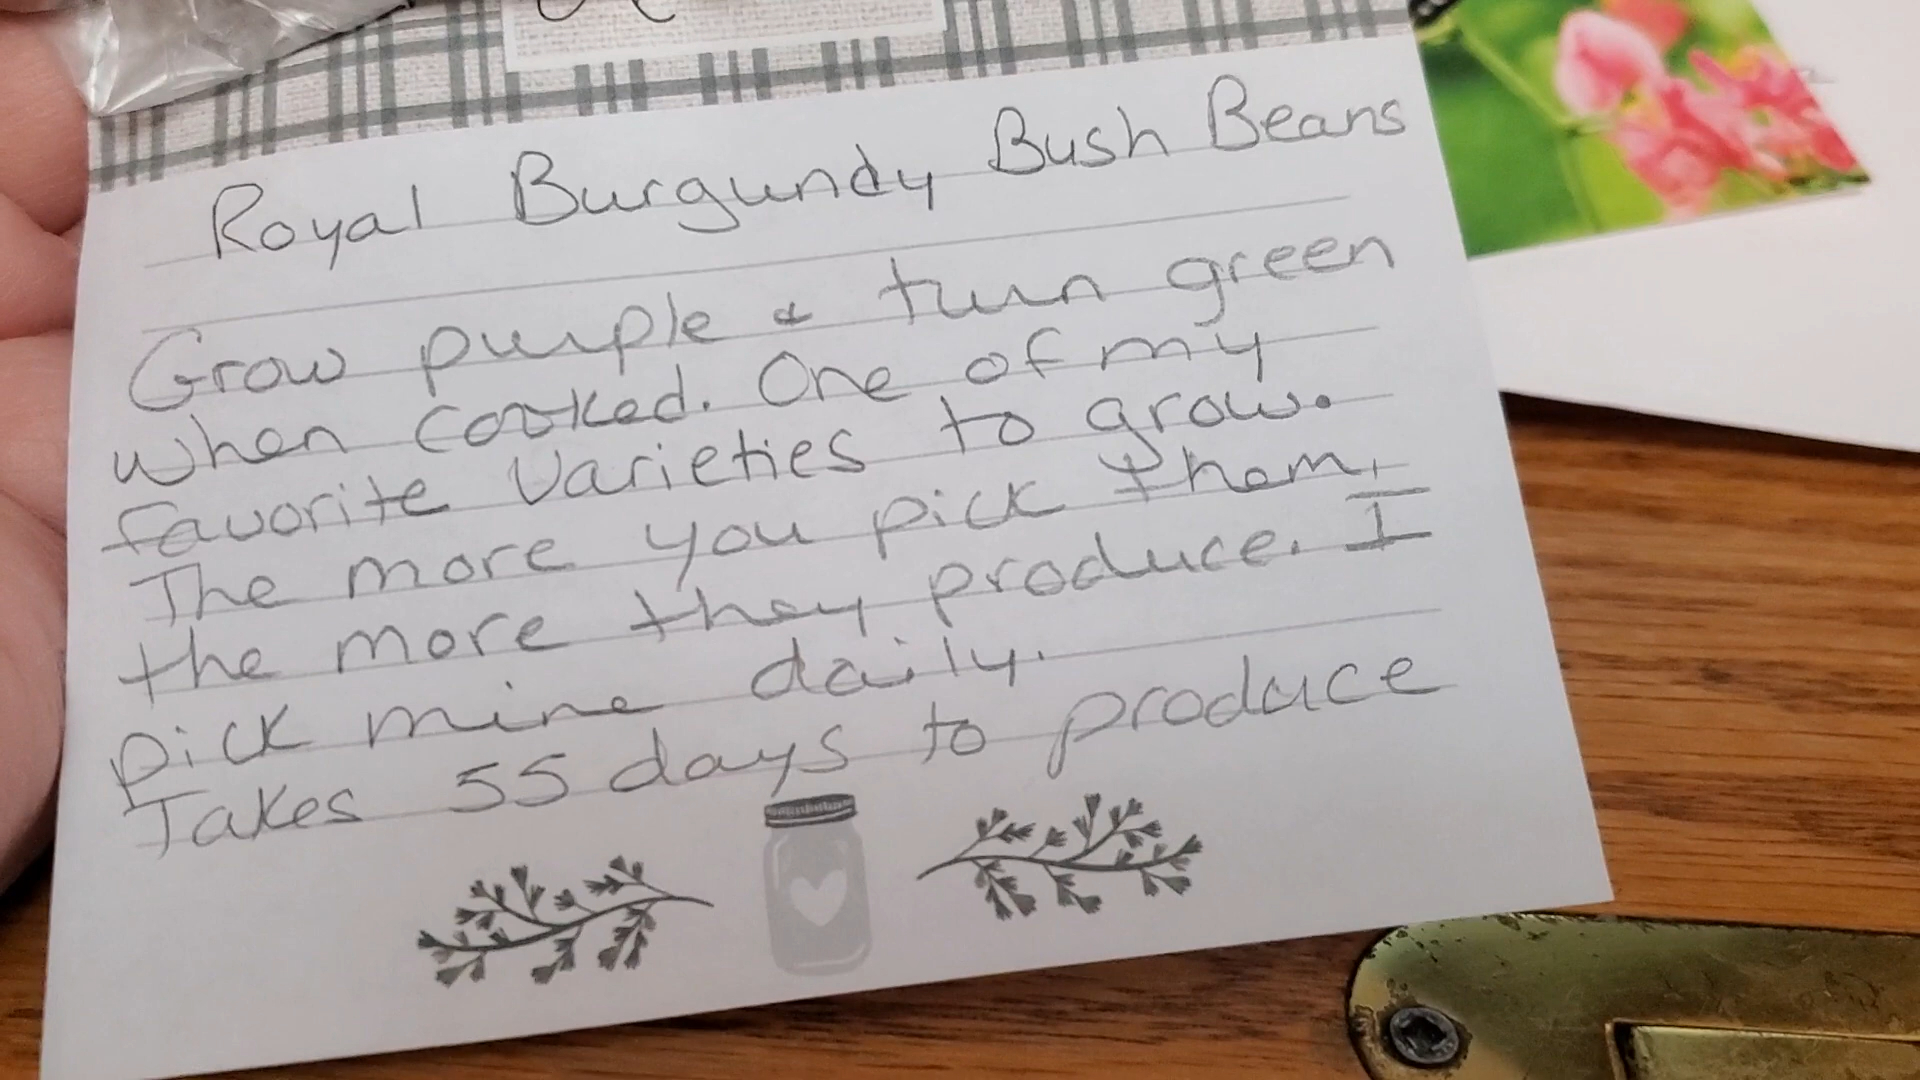 Royal Burgundy Bush Beans
Grow purple & turn green
when cooked. One of my
favorite varieties to grow.
The more you pick them,
the more they produce. I
pick mine daily.
Takes 55 days to produce